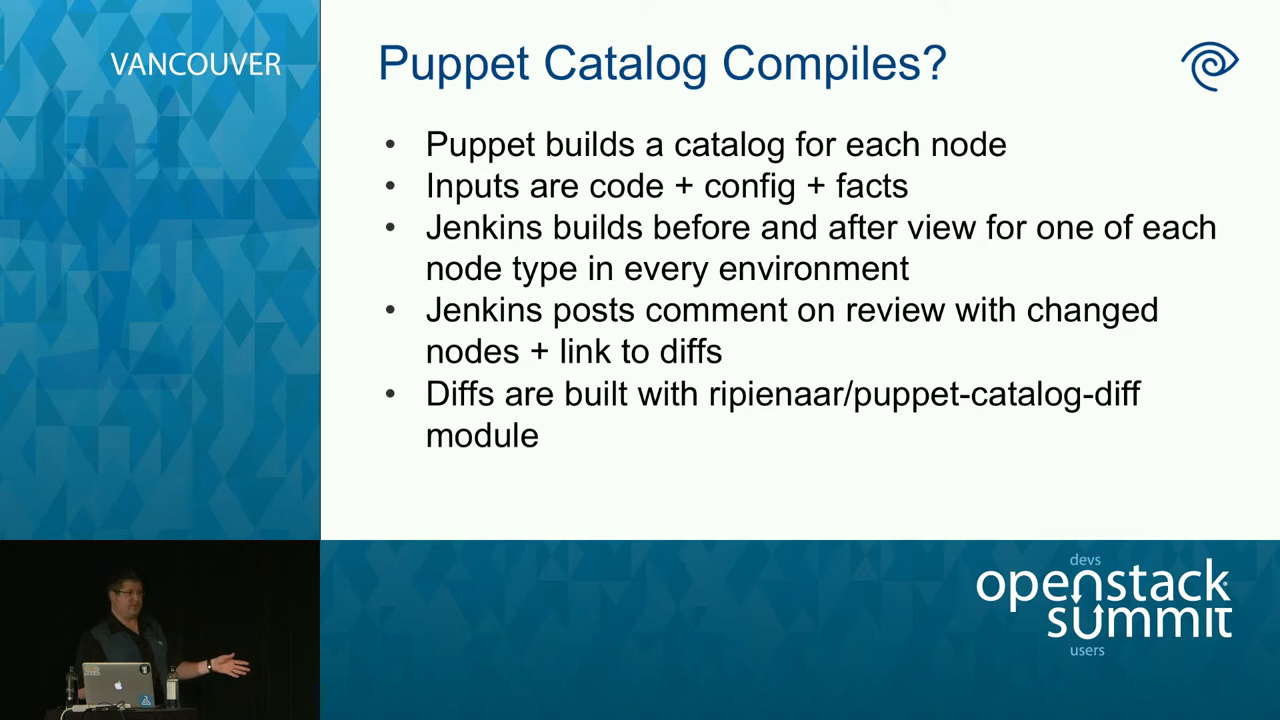 VANCOUVER
Puppet Catalog Compiles?
• Puppet builds a catalog for each node
• Inputs are code + config + facts
• Jenkins builds before and after view for one of each
node type in every environment
• Jenkins posts comment on review with changed
nodes + link to diffs
• Diffs are built with ripienaar/puppet-catalog-diff
module
devs
openstack
summit
users